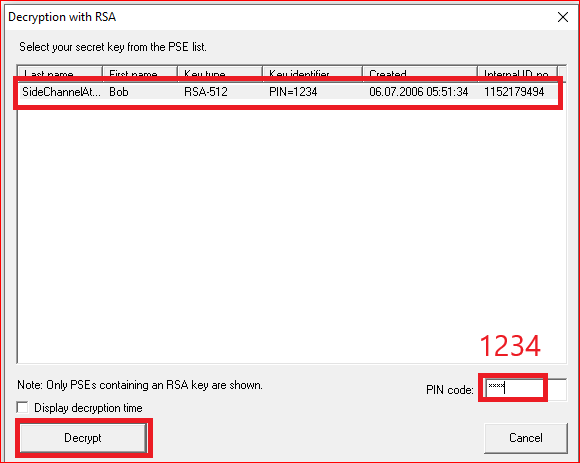 Decryption with RSA
Select your secret key from the PSE list.
Last name First name Key type Key identifier Created Internal ID no.
SideChannelAt... Bob RSA-512 PIN=1234 06.07.2006 05:51:34 1152179494
1234
Note: Only PSEs containing an RSA key are shown.
PIN code: ****
Display decryption time
Decrypt Cancel